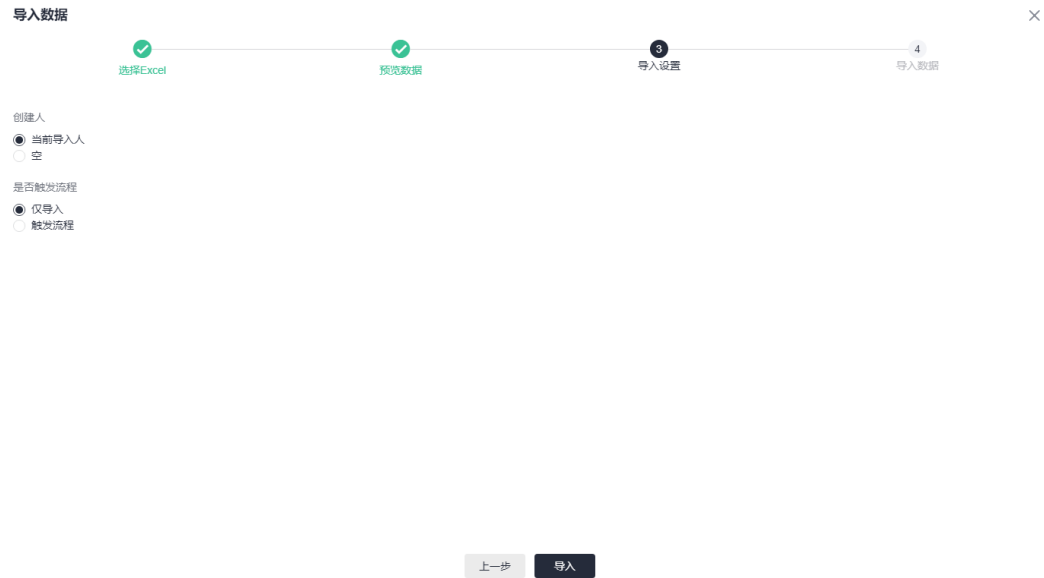 导入数据
选择Excel
预览数据
3
导入设置
4
导入数据
创建人
当前导入人
空
是否触发流程
仅导入
触发流程
上一步
导入